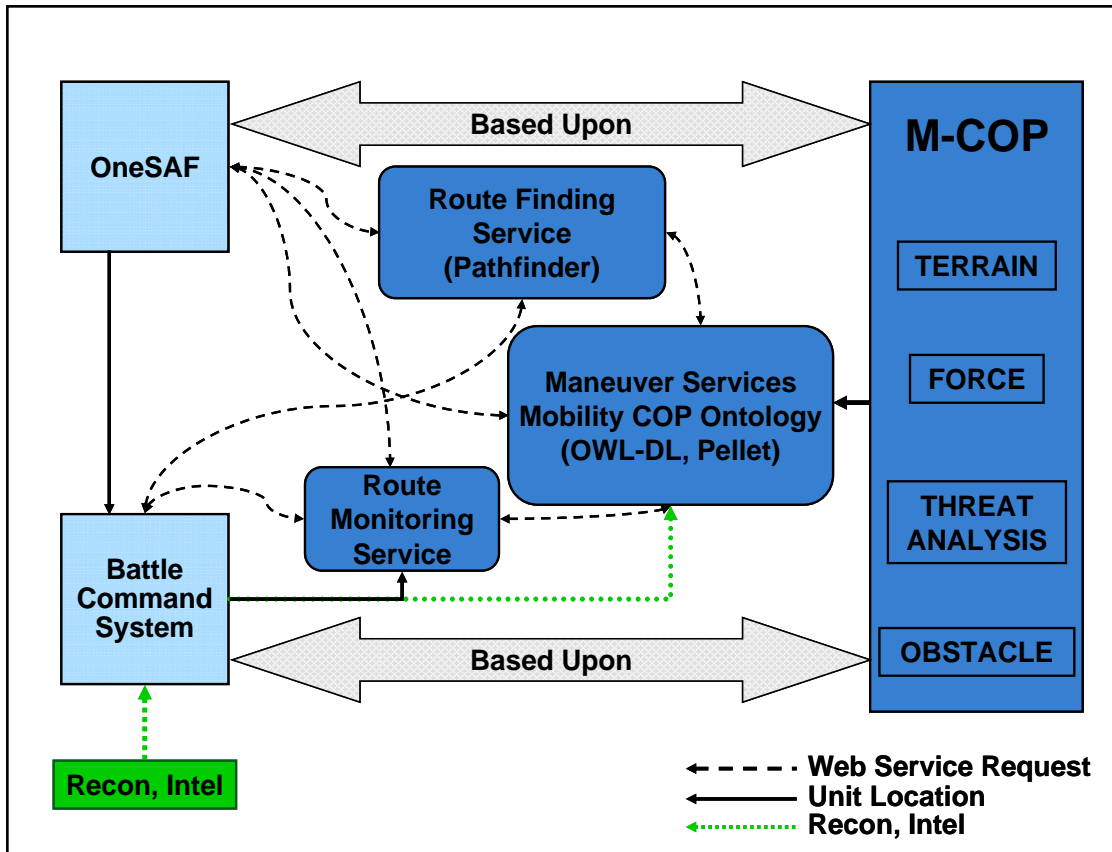 Based Upon
M-COP
OneSAF
Route Finding
Service
(Pathfinder)
TERRAIN
Maneuver Services
Mobility COP Ontology
(OWL-DL, Pellet)
FORCE
Route
Monitoring
Service
THREAT
ANALYSIS
Battle
Command
System
Based Upon
OBSTACLE
Recon, Intel
Web Service Request
Unit Location
Recon, Intel